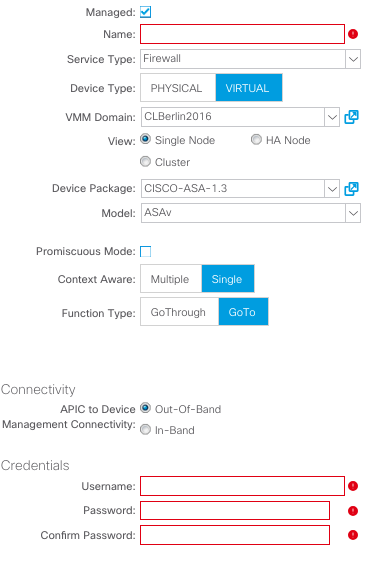 Managed:
Name:
Service Type: Firewall
Device Type: PHYSICAL VIRTUAL
VMM Domain: CLBerlin2016
View: Single Node HA Node
Cluster
Device Package: CISCO-ASA-1.3
Model: ASAv
Promiscuous Mode:
Context Aware: Multiple Single
Function Type: GoThrough GoTo
Connectivity
APIC to Device Out-Of-Band
Management Connectivity: In-Band
Credentials
Username:
Password:
Confirm Password: